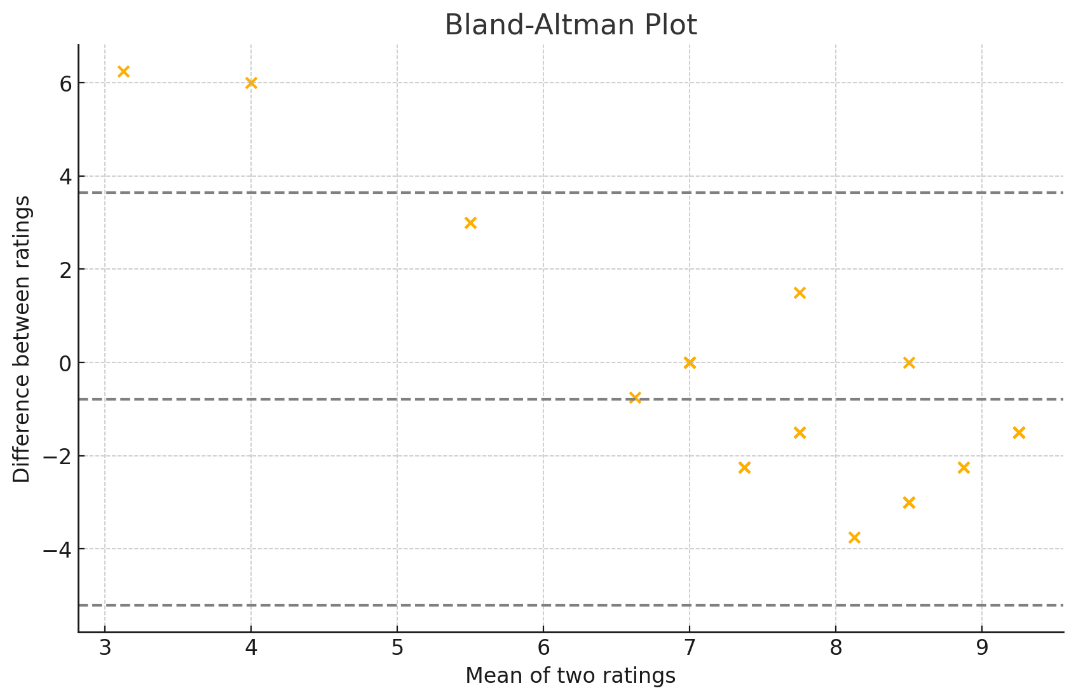 Bland-Altman Plot
Difference between ratings
6
4
2
0
−2
−4
3 4 5 6 7 8 9
Mean of two ratings